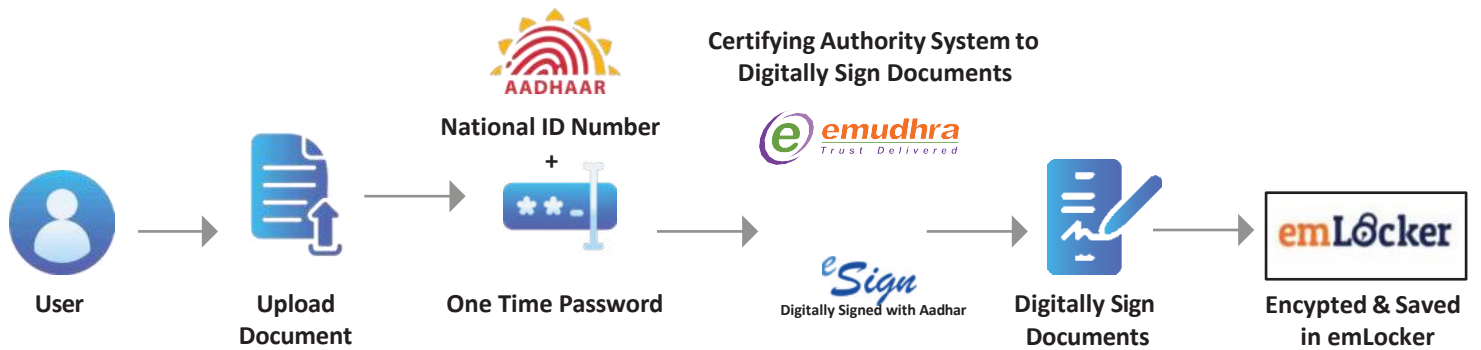 AADHAAR
National ID Number
+
**_
One Time Password
Certifying Authority System to
Digitally Sign Documents
e emudhra
Trust Delivered
eSign
Digitally Signed with Aadhar
User
Upload
Document
Digitally Sign
Documents
emLocker
Encypted & Saved
in emLocker